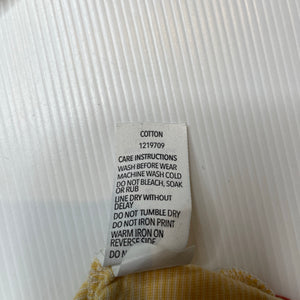 COTTON
1219709
CARE INSTRUCTIONS
WASH BEFORE WEAR
MACHINE WASH COLD
DO NOT BLEACH, SOAK
OR RUB
LINE DRY WITHOUT
DELAY
DO NOT TUMBLE DRY
DO NOT IRON PRINT
WARM IRON ON
REVERSE SIDE
DO